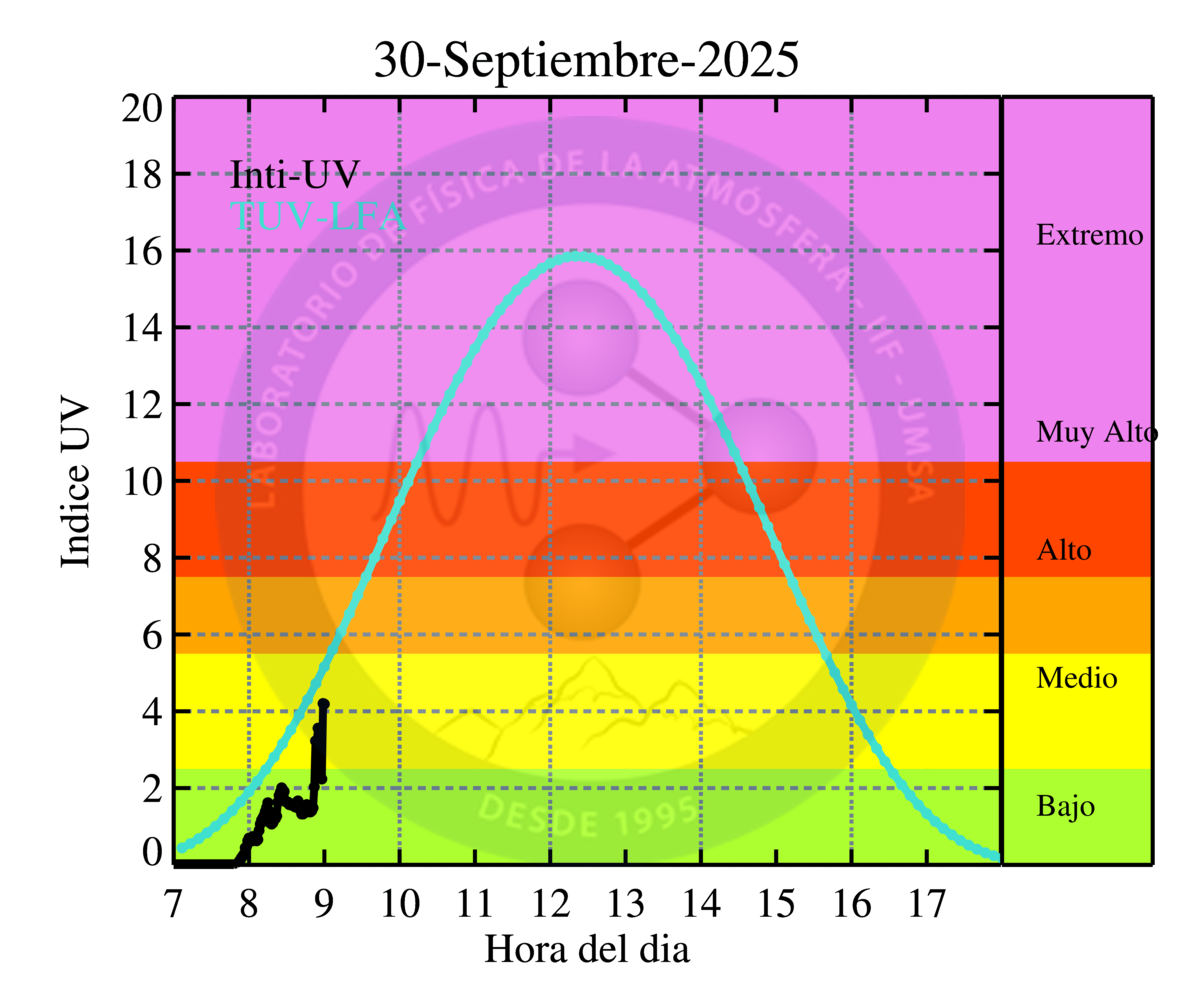 30-Septiembre-2025
Inti-UV
TUV-LFA
LABORATORIO DE FÍSICA DE LA ATMÓSFERA - IIF - UMSA
DESDE 1995
20
18
16
14
12
10
8
6
4
2
0
Indice UV
Extremo
Muy Alto
Alto
Medio
Bajo
7 8 9 10 11 12 13 14 15 16 17
Hora del dia